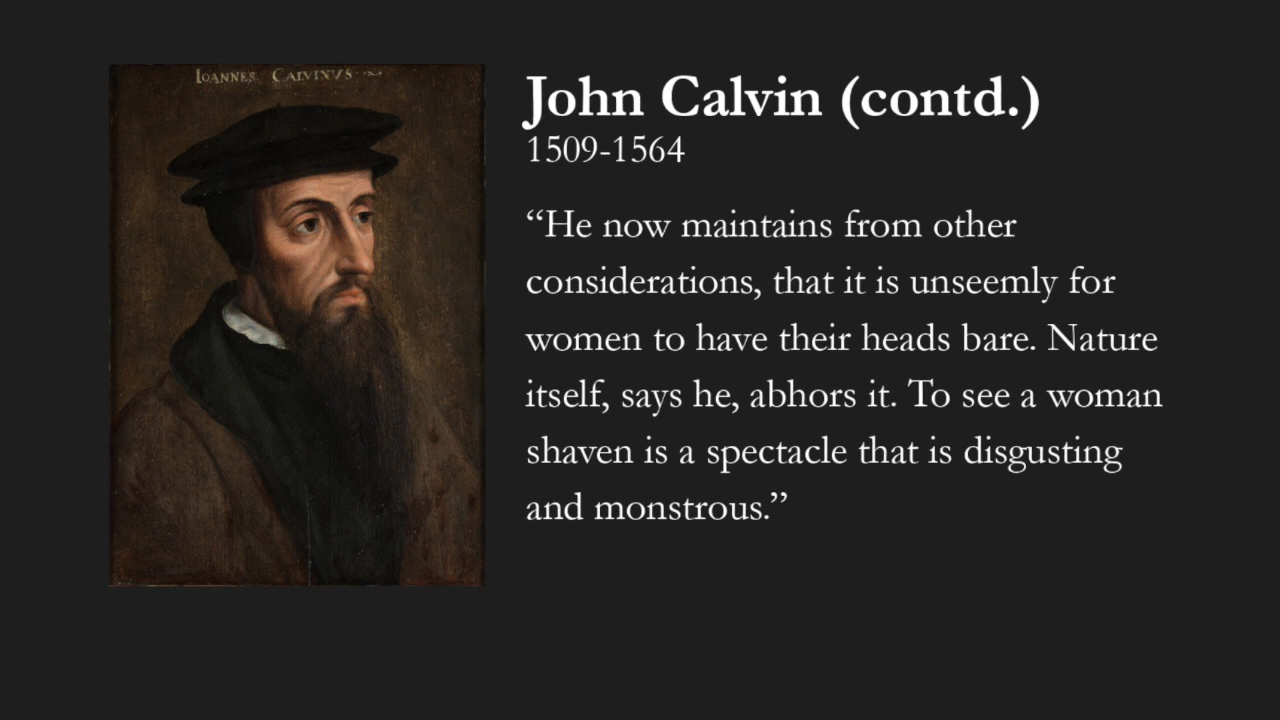 IOANNES CALVINVS
John Calvin (contd.)
1509-1564
“He now maintains from other
considerations, that it is unseemly for
women to have their heads bare. Nature
itself, says he, abhors it. To see a woman
shaven is a spectacle that is disgusting
and monstrous.”